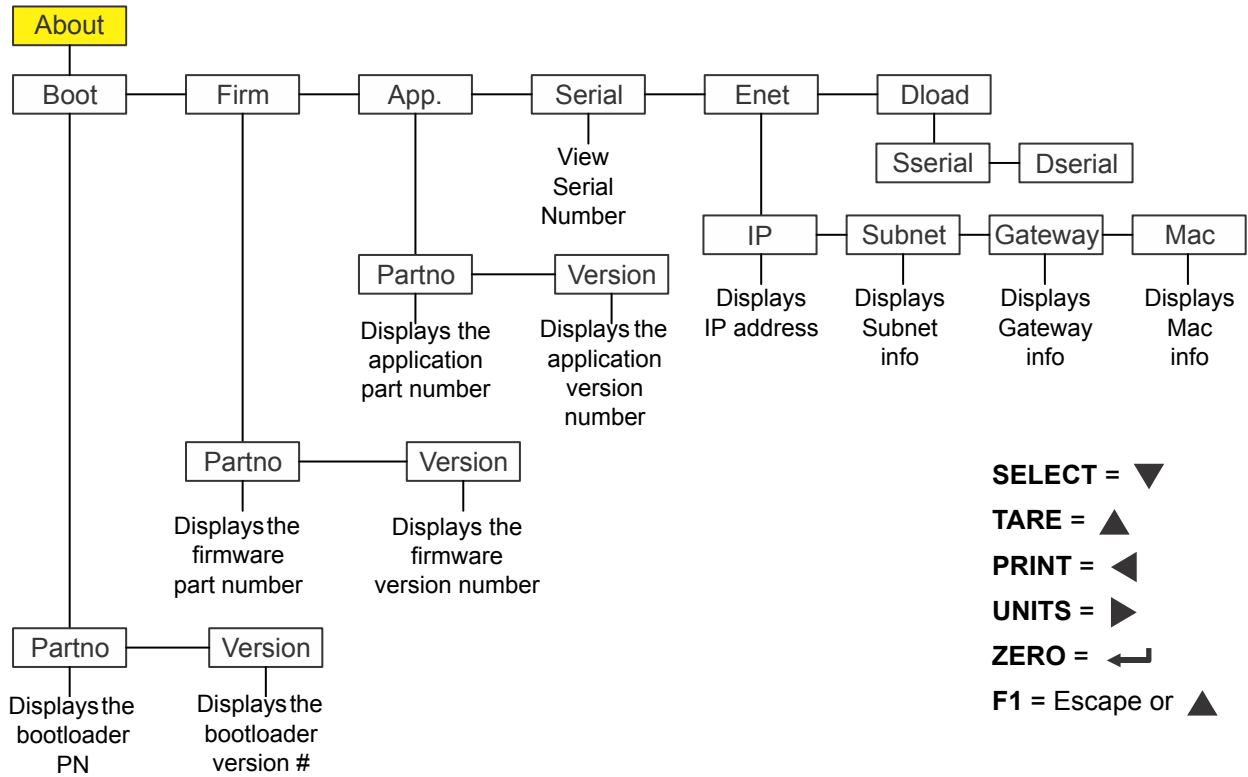 About
Boot
Firm
App.
Serial
Enet
Dload
View
Serial
Number
Sserial
Dserial
IP
Subnet
Gateway
Mac
Displays
IP address
Displays
Subnet
info
Displays
Gateway
info
Displays
Mac
info
Partno
Version
Displays the
application
part number
Displays the
application
version
number
Partno
Version
Displays the
firmware
part number
Displays the
firmware
version number
Partno
Version
Displays the
bootloader
PN
Displays the
bootloader
version #
SELECT = ▼
TARE = ▲
PRINT = ◀
UNITS = ▶
ZERO = ↵
F1 = Escape or ▲